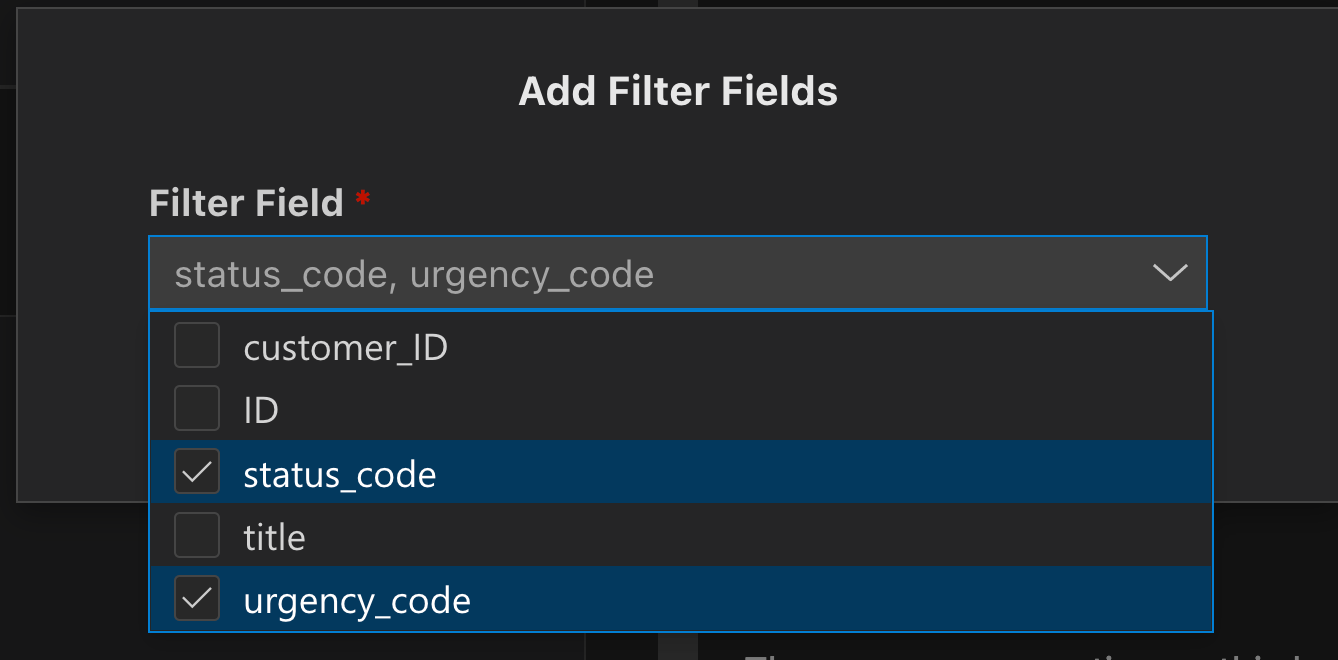 Add Filter Fields
Filter Field *
status_code, urgency_code
customer_ID
ID
status_code
title
urgency_code